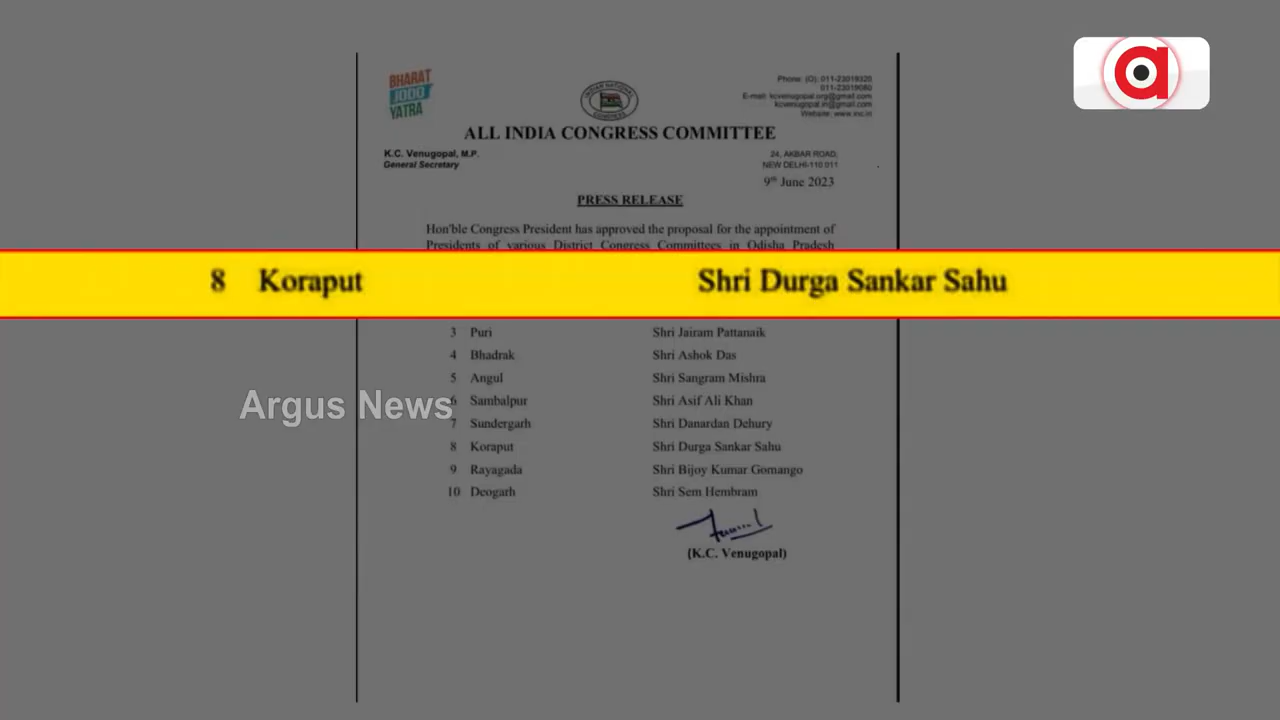 BHARAT
JODO
YATRA
INDIAN NATIONAL
CONGRESS
Phone: (O): 011-23019320
011-23019080
E-mail: kcvenugopal.org@gmail.com
kcvenugopal.in@gmail.com
Website: www.inc.in
a
ALL INDIA CONGRESS COMMITTEE
K.C. Venugopal, M.P.
General Secretary
24, AKBAR ROAD,
NEW DELHI-110 011
9th June 2023
PRESS RELEASE
Hon'ble Congress President has approved the proposal for the appointment of
Presidents of various District Congress Committees in Odisha Pradesh
8 Koraput Shri Durga Sankar Sahu
3 Puri Shri Jairam Pattanaik
4 Bhadrak Shri Ashok Das
5 Angul Shri Sangram Mishra
6 Sambalpur Shri Asif Ali Khan
Argus News
7 Sundergarh Shri Danardan Dehury
8 Koraput Shri Durga Sankar Sahu
9 Rayagada Shri Bijoy Kumar Gomango
10 Deogarh Shri Sem Hembram
(K.C. Venugopal)